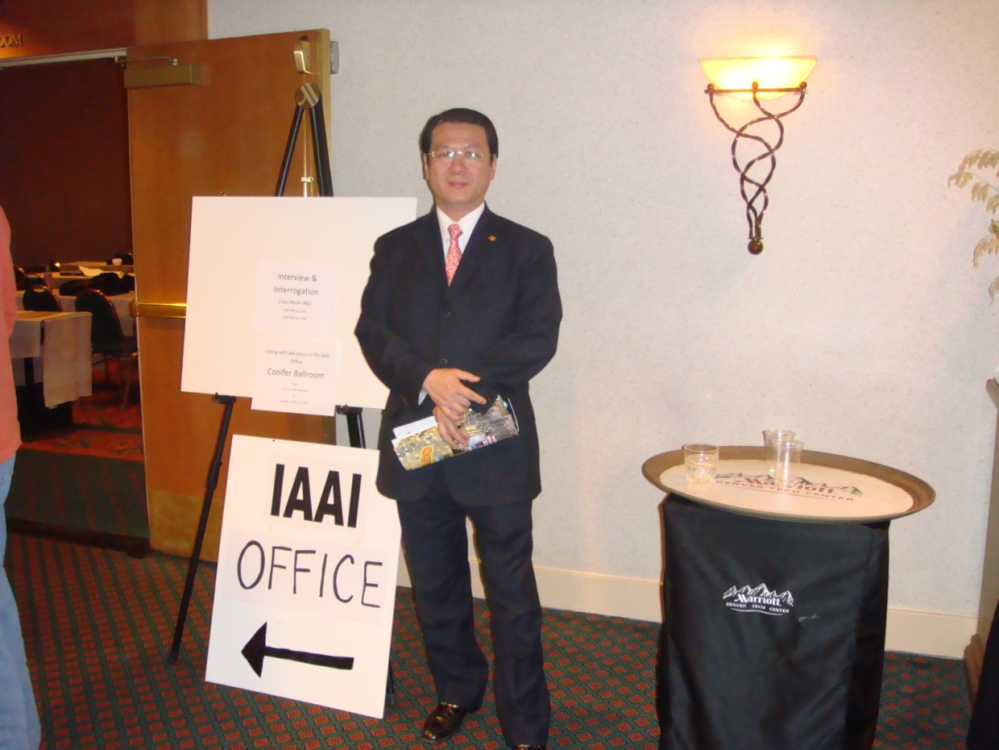 OOM
Interview &
Interrogation
Class Room B&C
Voting will take place in the IAAI
Office
Conifer Ballroom
IAAI
OFFICE
Marriott
DENVER TECH CENTER
Marriott
DENVER TECH CENTER